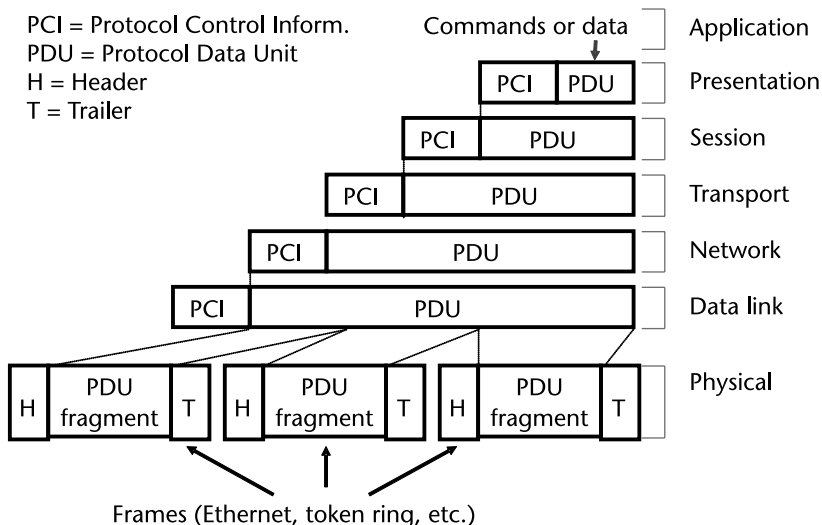 PCI = Protocol Control Inform.
PDU = Protocol Data Unit
H = Header
T = Trailer
Commands or data
Application
PCI PDU Presentation
PCI PDU Session
PCI PDU Transport
PCI PDU Network
PCI PDU Data link
H PDU fragment T H PDU fragment T H PDU fragment T Physical
Frames (Ethernet, token ring, etc.)